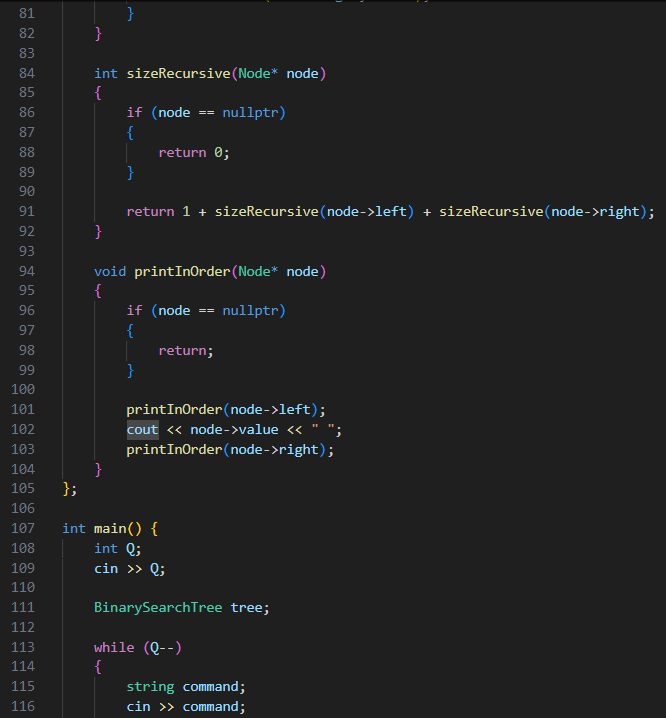 81 }
82 }
83
84 int sizeRecursive(Node* node)
85 {
86 if (node == nullptr)
87 {
88 return 0;
89 }
90
91 return 1 + sizeRecursive(node->left) + sizeRecursive(node->right);
92 }
93
94 void printInOrder(Node* node)
95 {
96 if (node == nullptr)
97 {
98 return;
99 }
100
101 printInOrder(node->left);
102 cout << node->value << " ";
103 printInOrder(node->right);
104 }
105 };
106
107 int main() {
108 int Q;
109 cin >> Q;
110
111 BinarySearchTree tree;
112
113 while (Q--)
114 {
115 string command;
116 cin >> command;